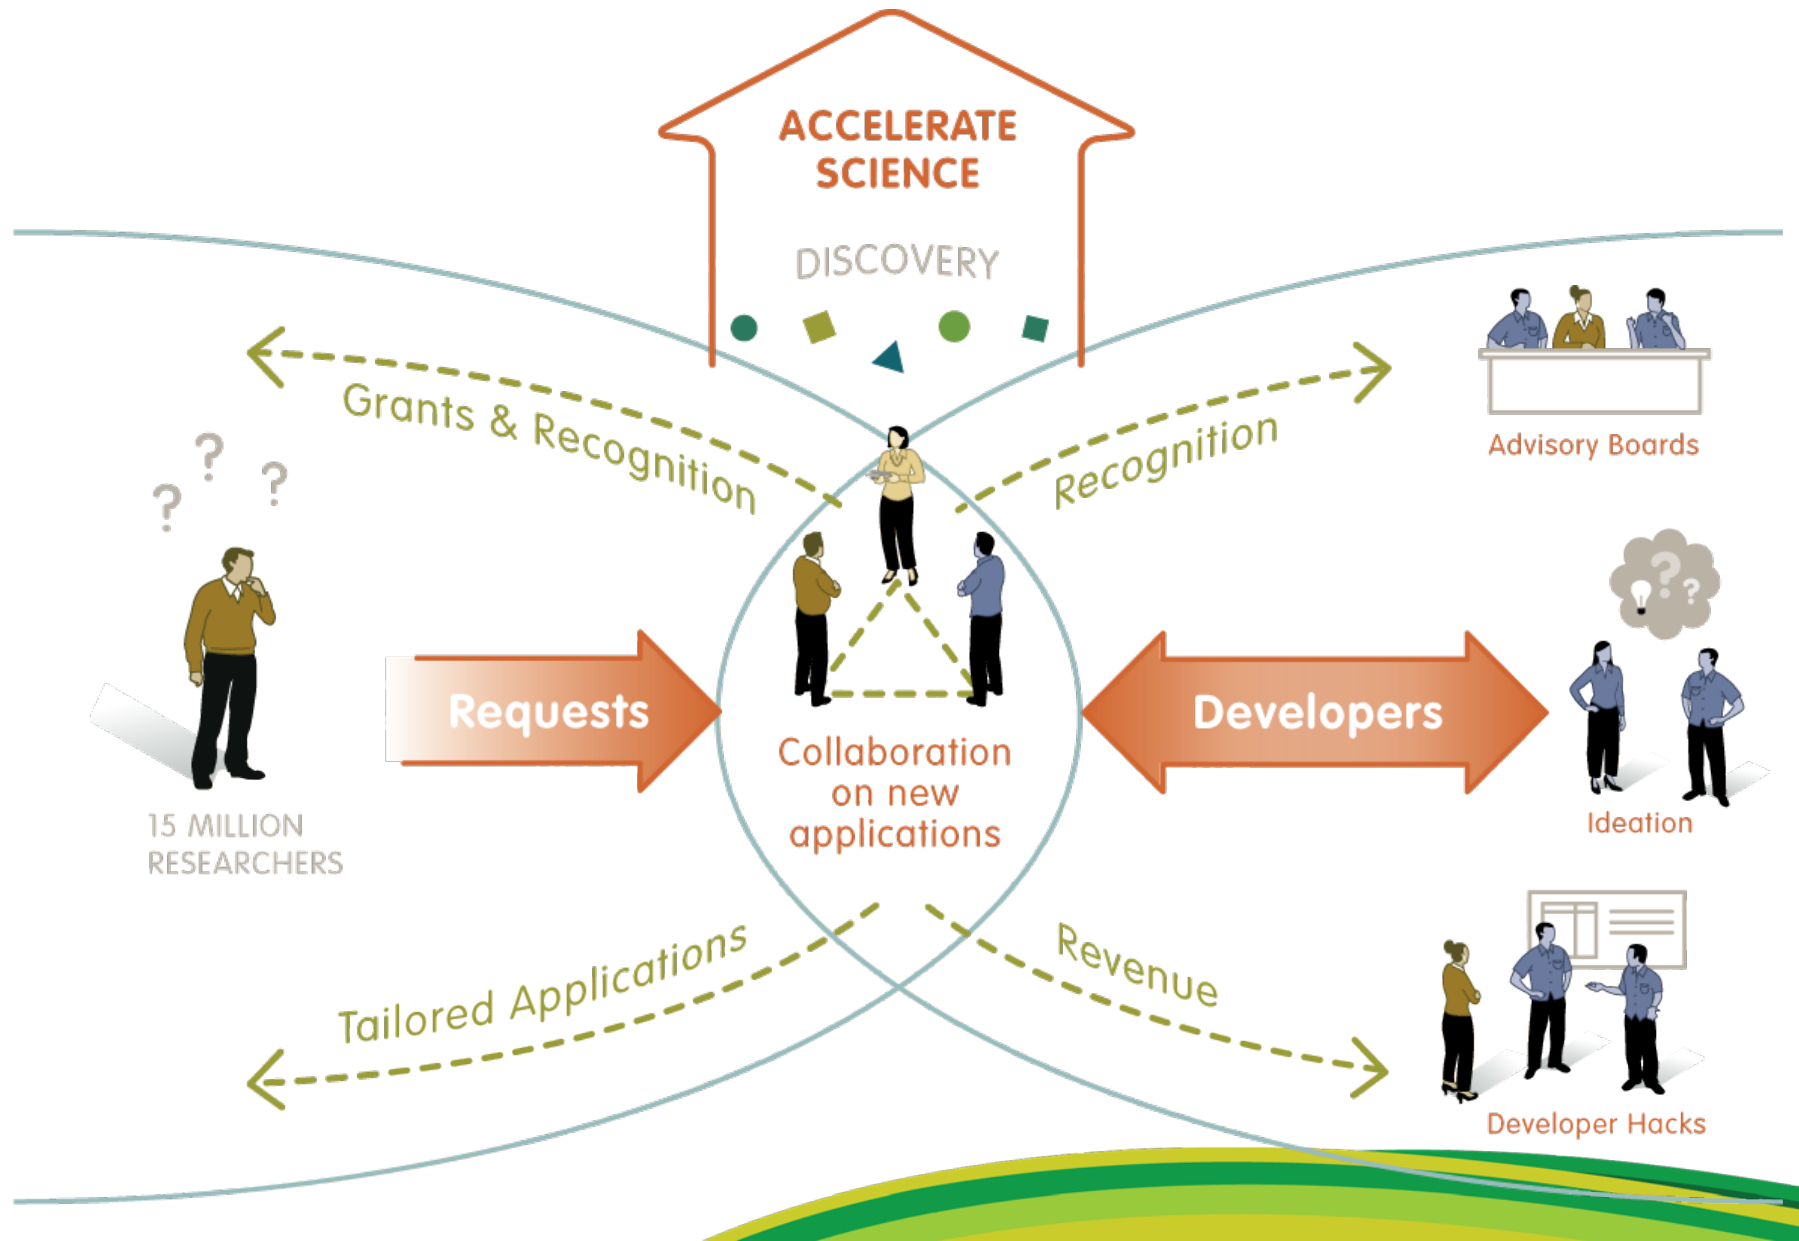 ACCELERATE
SCIENCE
DISCOVERY
Grants & Recognition
Recognition
Advisory Boards
? ? ?
15 MILLION
RESEARCHERS
Requests
Collaboration
on new
applications
Developers
? ?
Ideation
Tailored Applications
Revenue
Developer Hacks